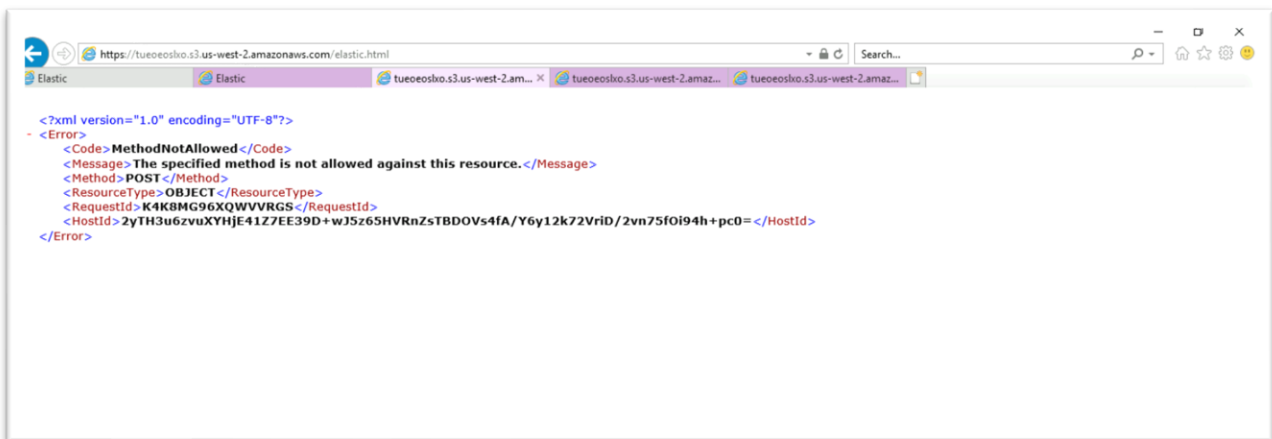 https://tueoeoslxo.s3.us-west-2.amazonaws.com/elastic.html
Search...
Elastic
Elastic
tueoeoslxo.s3.us-west-2.am...
tueoeoslxo.s3.us-west-2.amaz...
tueoeoslxo.s3.us-west-2.amaz...
<?xml version="1.0" encoding="UTF-8"?>
- <Error>
<Code>MethodNotAllowed</Code>
<Message>The specified method is not allowed against this resource.</Message>
<Method>POST</Method>
<ResourceType>OBJECT</ResourceType>
<RequestId>K4K8MG96XQWVVRGS</RequestId>
<HostId>2yTH3u6zvuXYHjE41Z7EE39D+wJ5z65HVRnZsTBDOVs4fA/Y6y12k72VriD/2vn75fOi94h+pc0=</HostId>
</Error>